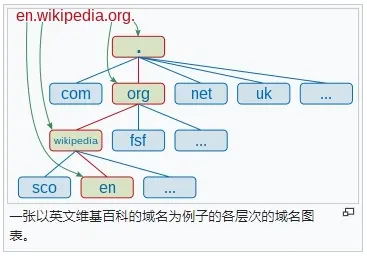 en.wikipedia.org.
.
com org net uk ...
wikipedia fsf ...
sco en ...
一张以英文维基百科的域名为例子的各层次的域名图
表。